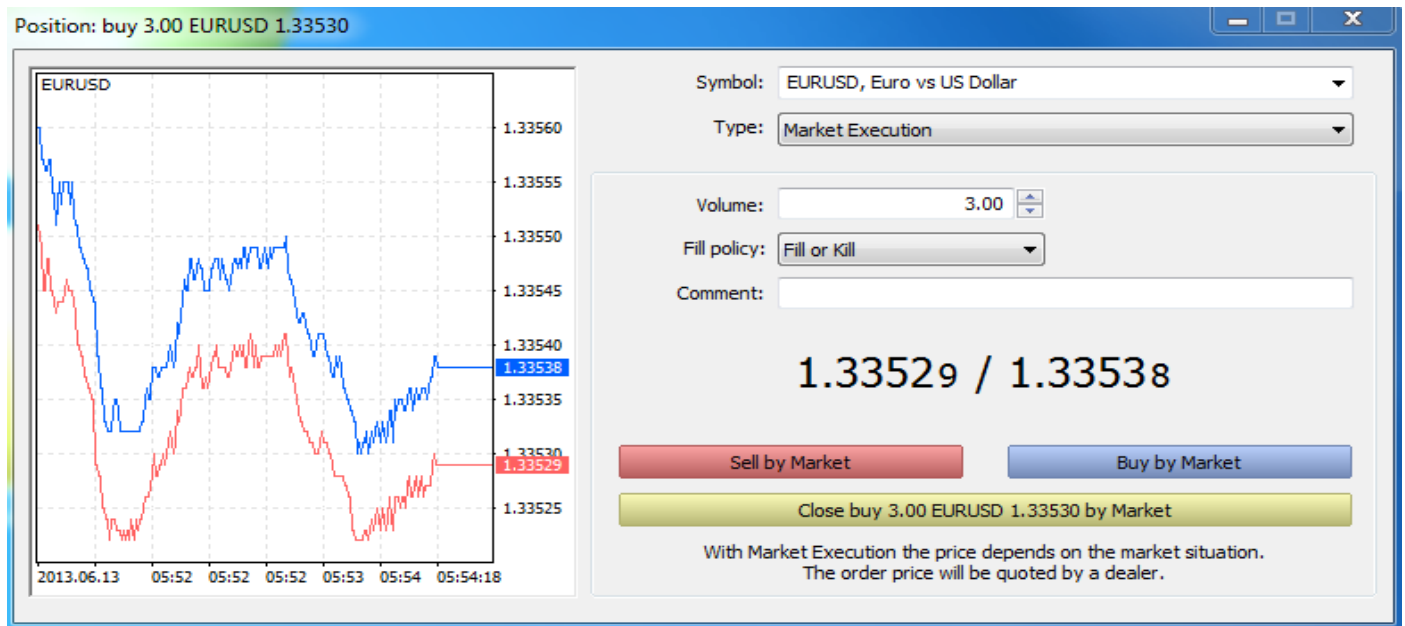 Position: buy 3.00 EURUSD 1.33530
EURUSD
1.33560
1.33555
1.33550
1.33545
1.33540
1.33538
1.33535
1.33530
1.33529
1.33525
2013.06.13 05:52 05:52 05:52 05:53 05:54 05:54:18
Symbol: EURUSD, Euro vs US Dollar
Type: Market Execution
Volume: 3.00
Fill policy: Fill or Kill
Comment:
1.33529 / 1.33538
Sell by Market Buy by Market
Close buy 3.00 EURUSD 1.33530 by Market
With Market Execution the price depends on the market situation.
The order price will be quoted by a dealer.